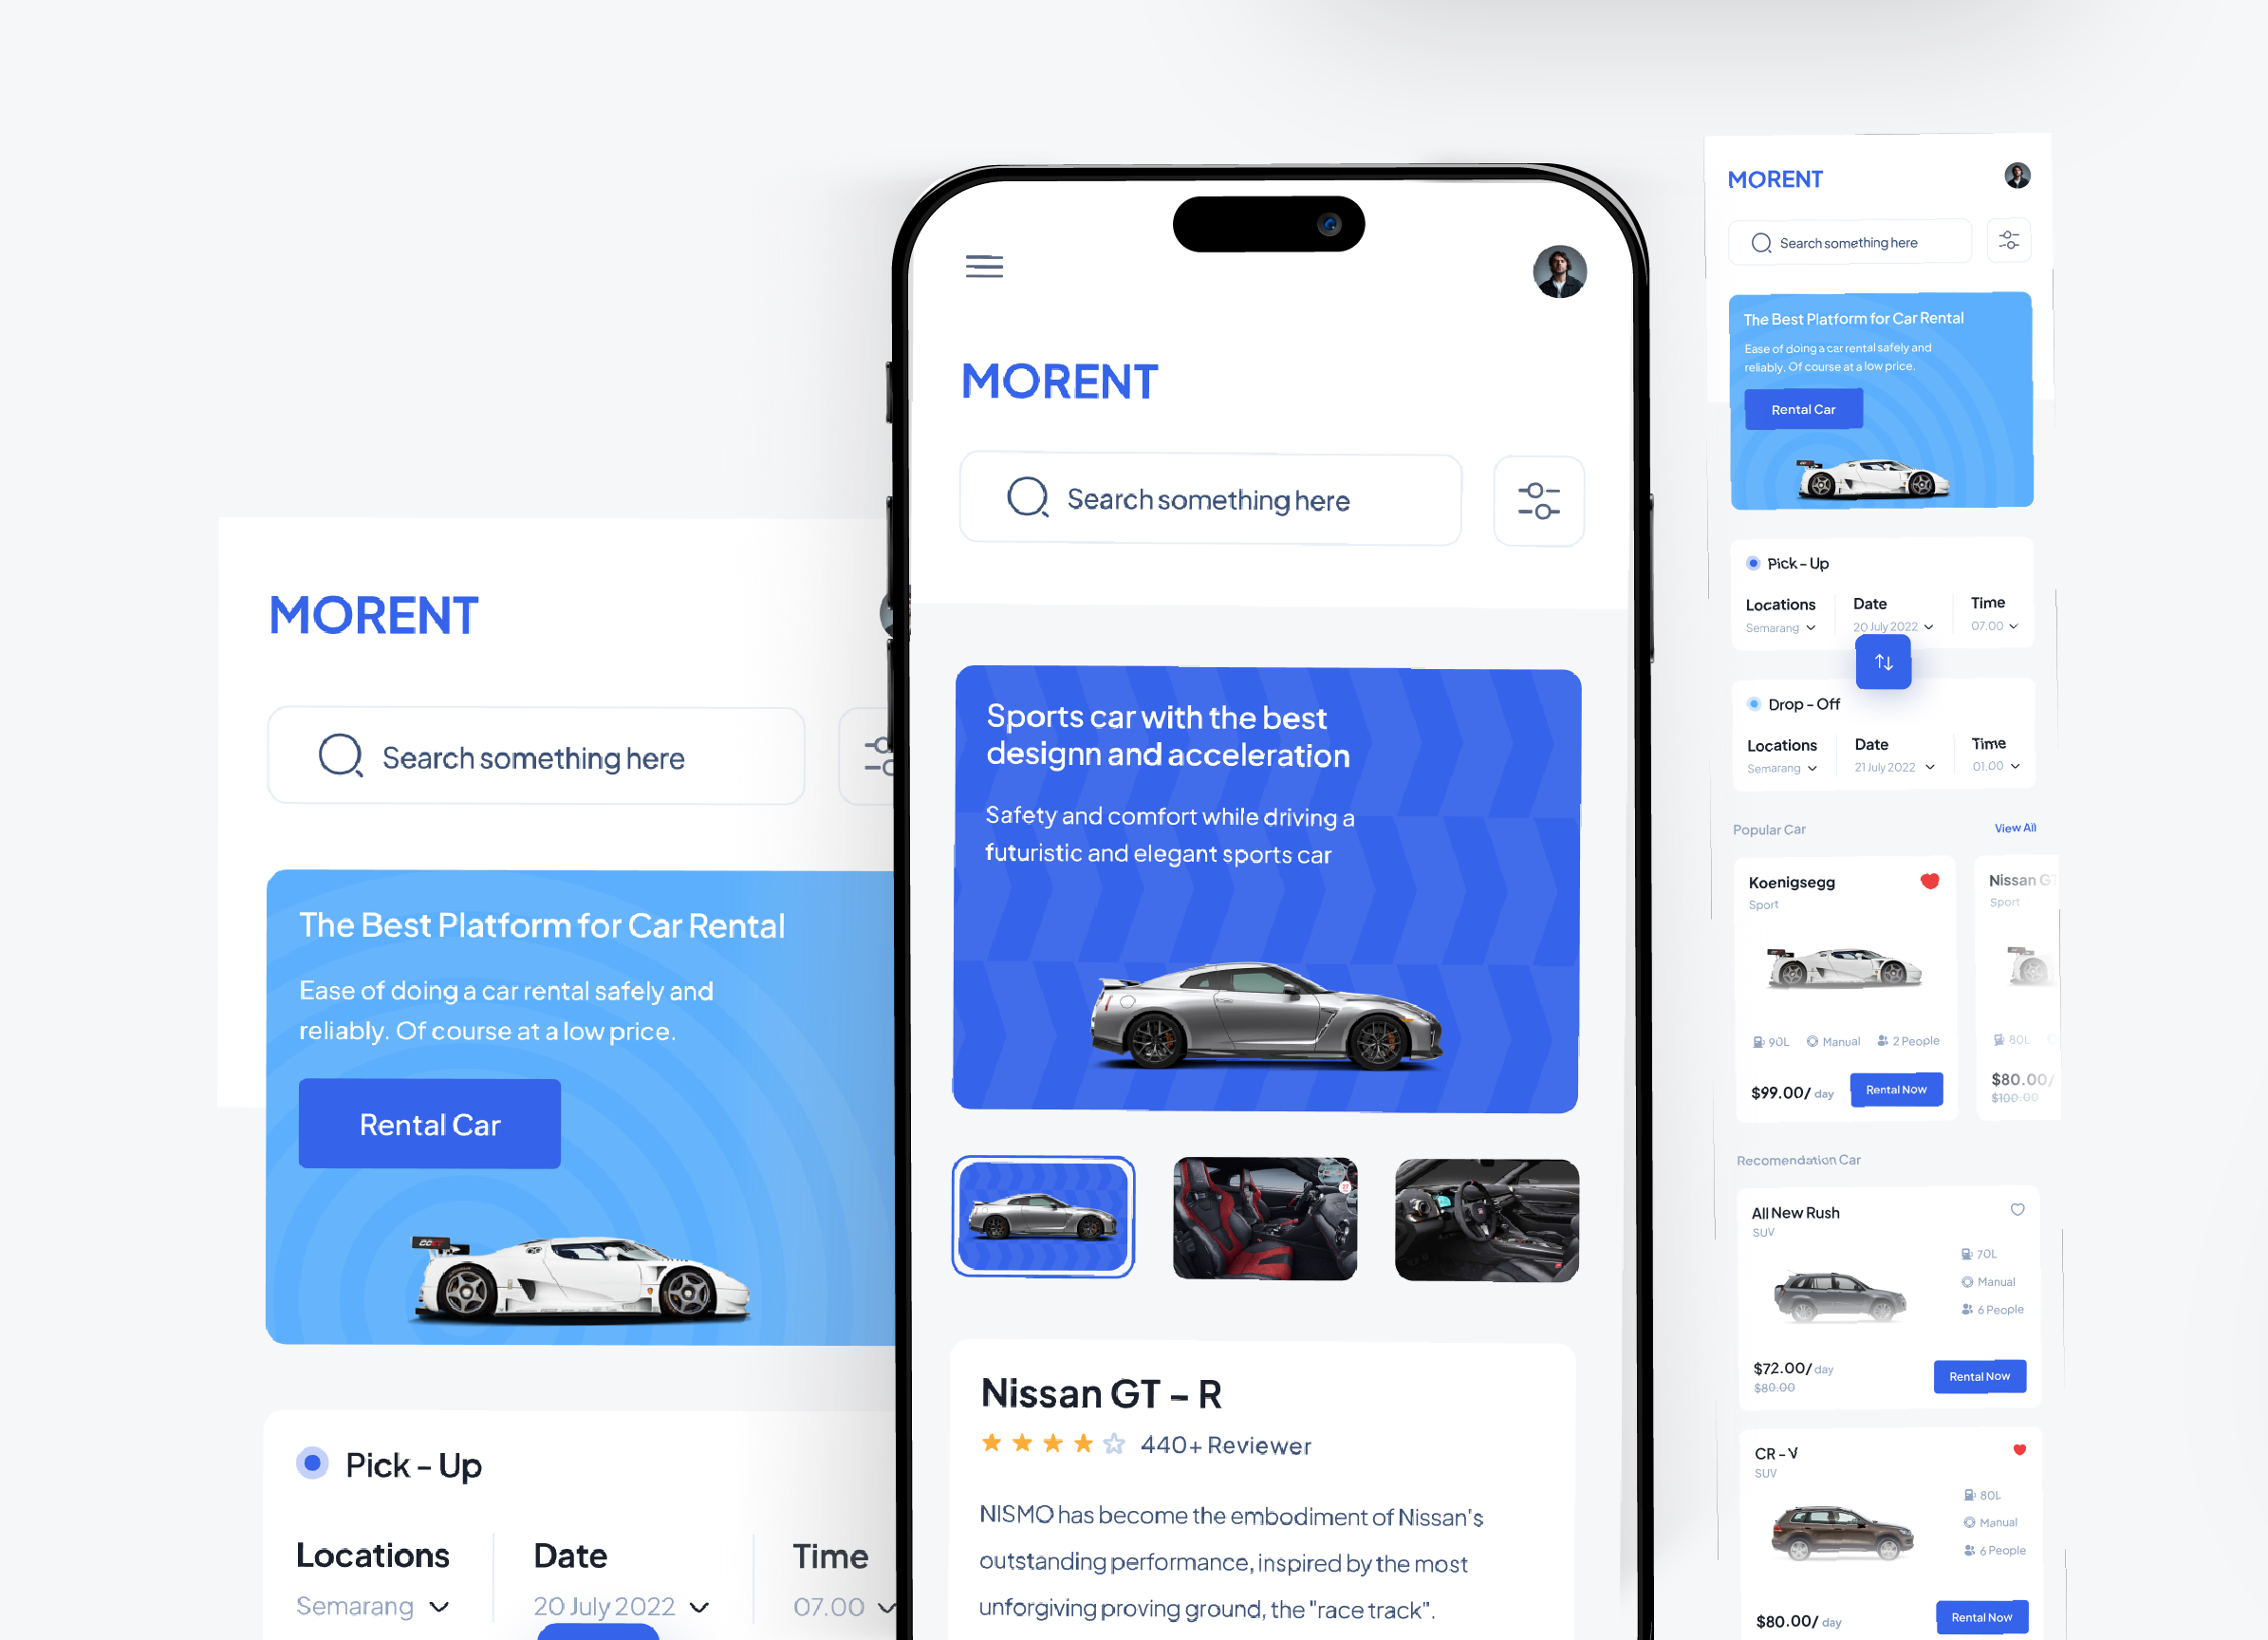 MORENT
Search something here
The Best Platform for Car Rental
Ease of doing a car rental safely and
reliably. Of course at a low price.
Rental Car
Pick - Up
Locations
Date
Time
Semarang
20 July 2022
07.00
MORENT
Search something here
Sports car with the best
designn and acceleration
Safety and comfort while driving a
futuristic and elegant sports car
Nissan GT - R
440+ Reviewer
NISMO has become the embodiment of Nissan's
outstanding performance, inspired by the most
unforgiving proving ground, the "race track".
MORENT
Search something here
The Best Platform for Car Rental
Ease of doing a car rental safely and
reliably. Of course at a low price.
Rental Car
Pick - Up
Locations
Date
Time
Semarang
20 July 2022
07.00
Drop - Off
Locations
Date
Time
Semarang
21 July 2022
01.00
Popular Car
View All
Koenigsegg
Sport
90L
Manual
2 People
$99.00/ day
Rental Now
Nissan GT
Sport
80L
$80.00/
$100.00
Recomendation Car
All New Rush
SUV
70L
Manual
6 People
$72.00/ day
$80.00
Rental Now
CR - V
SUV
80L
Manual
6 People
$80.00/ day
Rental Now